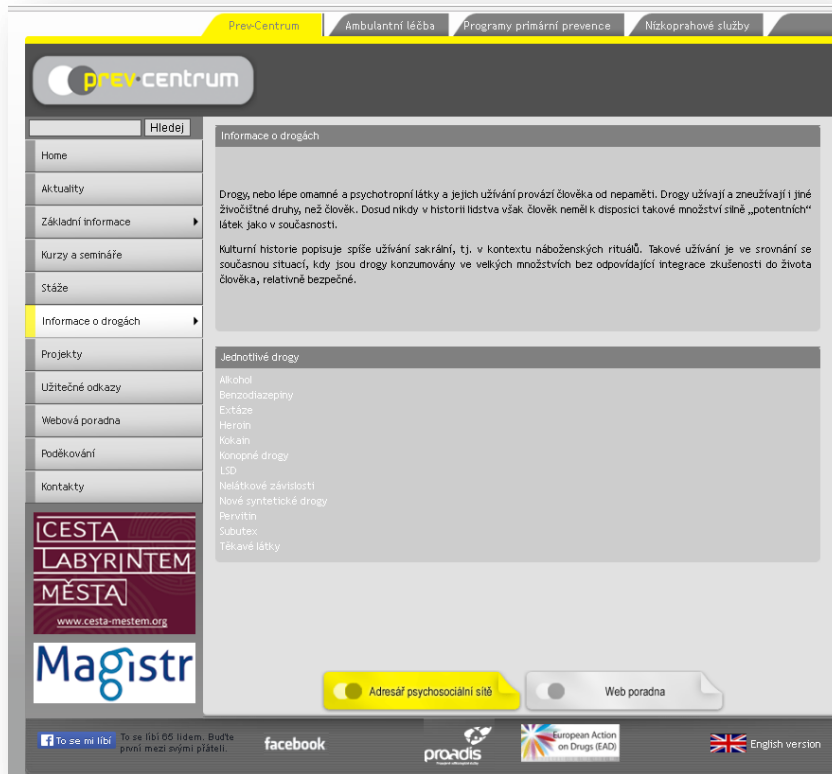 Prev-Centrum
Ambulantní léčba
Programy primární prevence
Nízkoprahové služby
prev-centrum
Hledej
Home
Aktuality
Základní informace
Kurzy a semináře
Stáže
Informace o drogách
Projekty
Užitečné odkazy
Webová poradna
Poděkování
Kontakty
CESTA
LABYRINTEM
MĚSTA
www.cesta-mestem.org
Magistr
Informace o drogách
Drogy, nebo lépe omamné a psychotropní látky a jejich užívání provází člověka od nepaměti. Drogy užívají a zneužívají i jiné
živočištné druhy, než člověk. Dosud nikdy v historii lidstva však člověk neměl k disposici takové množství silně „potentních“
látek jako v současnosti.
Kulturní historie popisuje spíše užívání sakrální, tj. v kontextu náboženských rituálů. Takové užívání je ve srovnání se
současnou situací, kdy jsou drogy konzumovány ve velkých množstvích bez odpovídající integrace zkušenosti do života
člověka, relativně bezpečné.
Jednotlivé drogy
Alkohol
Benzodiazepiny
Extáze
Heroin
Kokain
Konopné drogy
LSD
Nelátkové závislosti
Nové syntetické drogy
Pervitin
Subutex
Těkavé látky
Adresář psychosociální sítě
Web poradna
To se mi líbí
To se líbí 65 lidem. Buďte
první mezi svými přáteli.
facebook
proadis
European Action
on Drugs (EAD)
English version